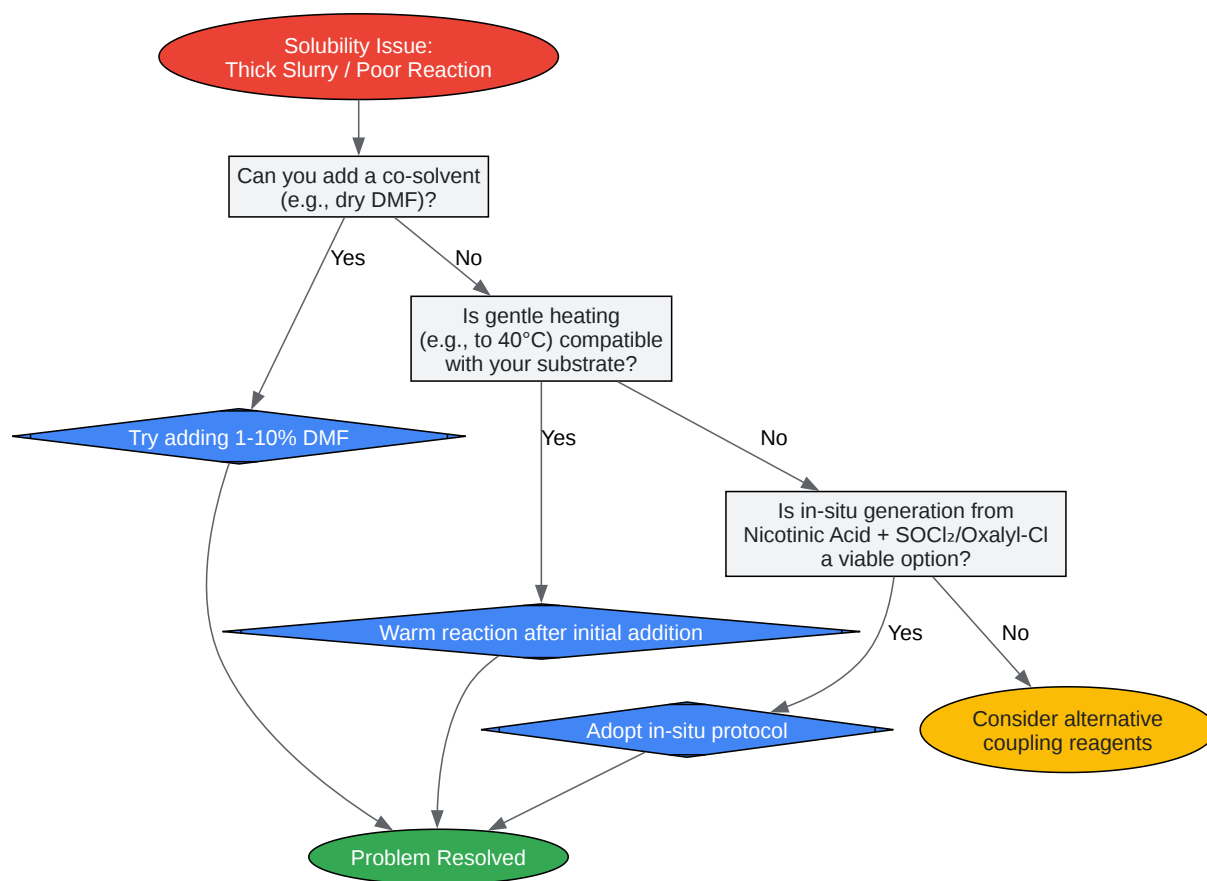 Solubility Issue:
Thick Slurry / Poor Reaction
Can you add a co-solvent
(e.g., dry DMF)?
Yes
No
Is gentle heating
(e.g., to 40°C) compatible
with your substrate?
Try adding 1-10% DMF
Yes
No
Is in-situ generation from
Nicotinic Acid + SOCl₂/Oxalyl-Cl
a viable option?
Warm reaction after initial addition
Yes
No
Adopt in-situ protocol
Consider alternative
coupling reagents
Problem Resolved